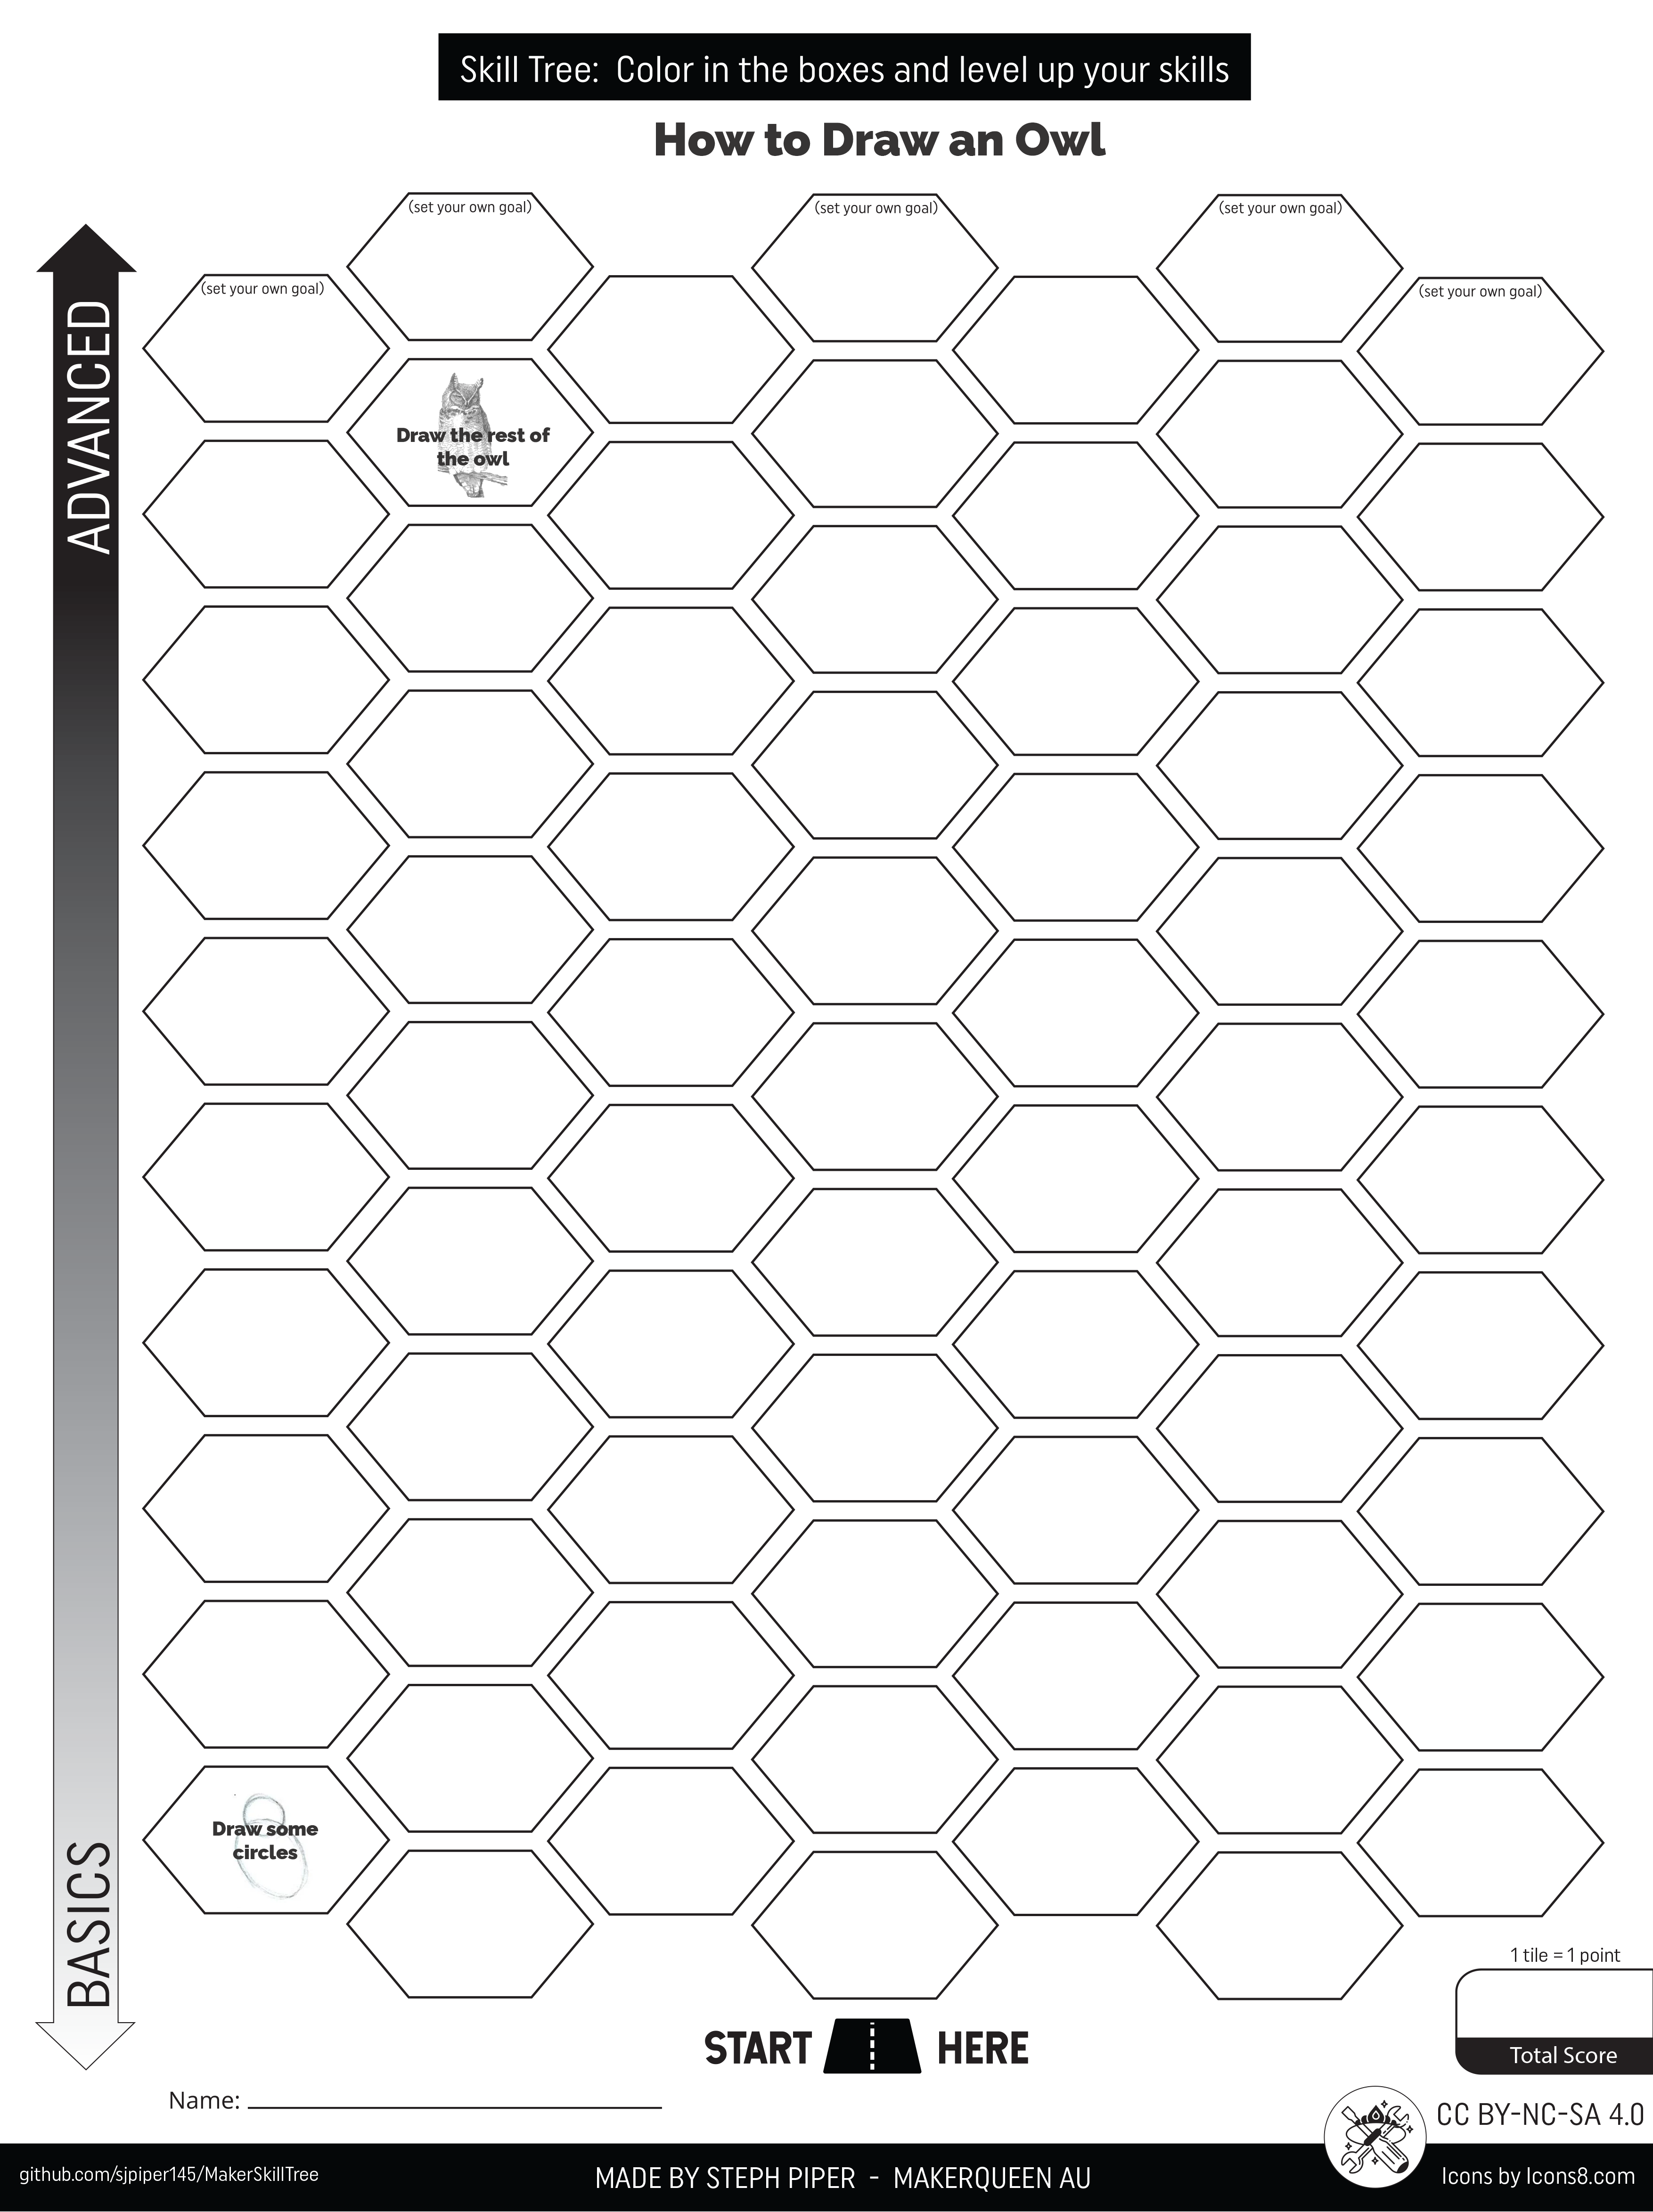 Skill Tree: Color in the boxes and level up your skills
How to Draw an Owl
(set your own goal)
(set your own goal)
(set your own goal)
(set your own goal)
(set your own goal)
ADVANCED
Draw the rest of
the owl
Draw some
circles
BASICS
1 tile = 1 point
START HERE
Total Score
Name:
CC BY-NC-SA 4.0
github.com/sjpiper145/MakerSkillTree
MADE BY STEPH PIPER - MAKERQUEEN AU
Icons by Icons8.com